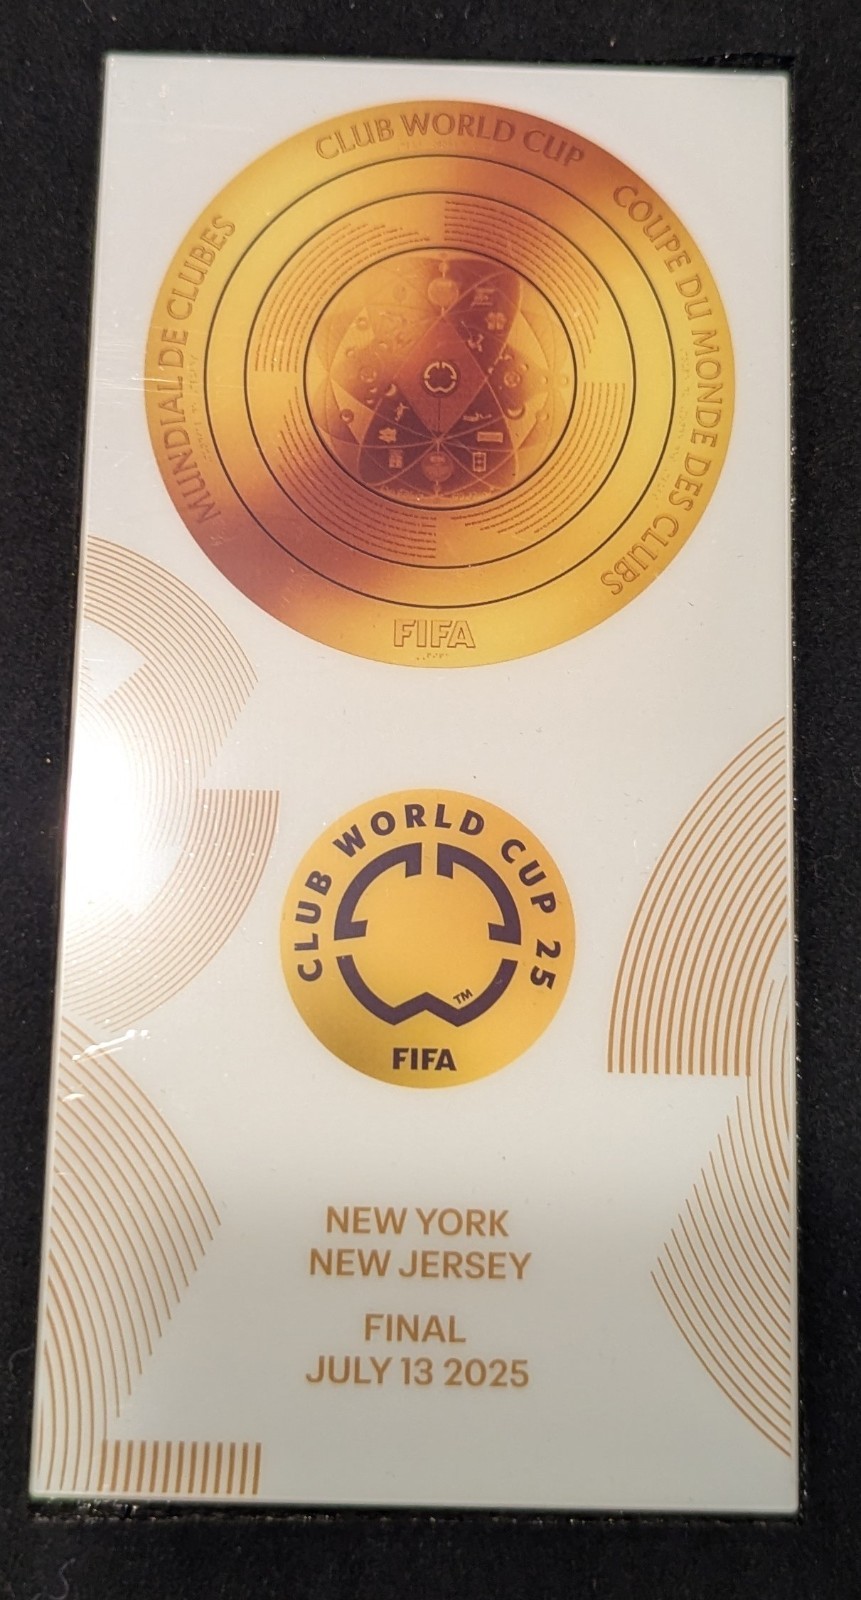 CLUB WORLD CUP
COUPE DU MONDE DES CLUBS
MUNDIAL DE CLUBES
FIFA
CLUB WORLD CUP 25
TM
FIFA
NEW YORK
NEW JERSEY
FINAL
JULY 13 2025